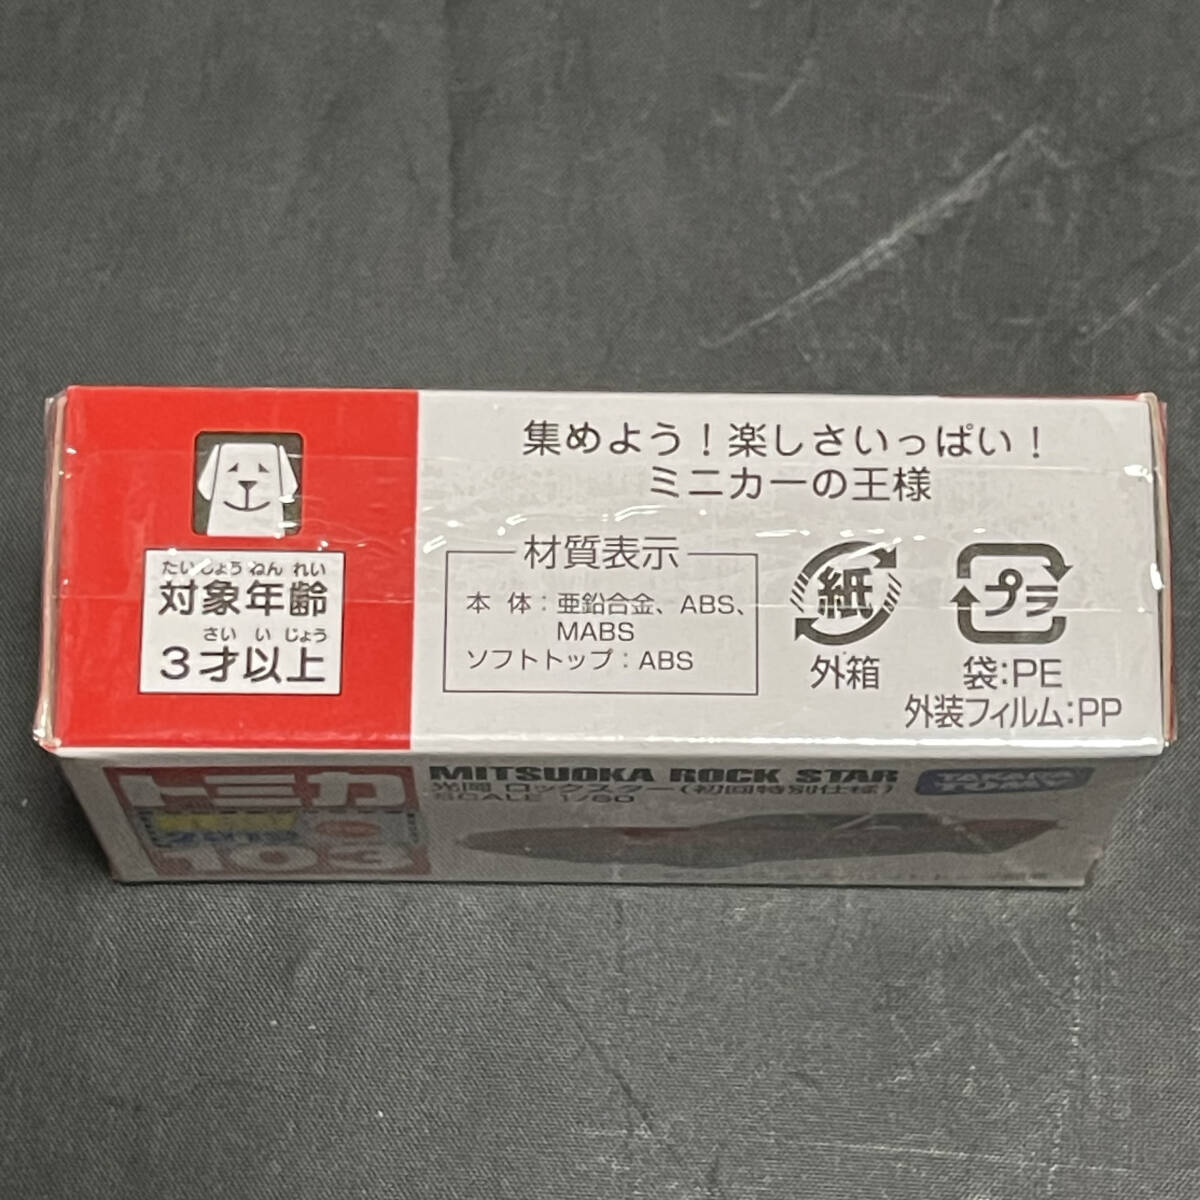 集めよう！楽しさいっぱい！
ミニカーの王様
たいしょう ねん れい
対象年齢
さい い じょう
3才以上
材質表示
本 体：亜鉛合金、ABS、
MABS
ソフトトップ：ABS
紙
外箱
プラ
袋：PE
外装フィルム：PP
トミカ
103
MITSUOKA ROCK STAR
光岡 ロックスター（初回特別仕様）
SCALE 1/60
TAKARA
TOMY